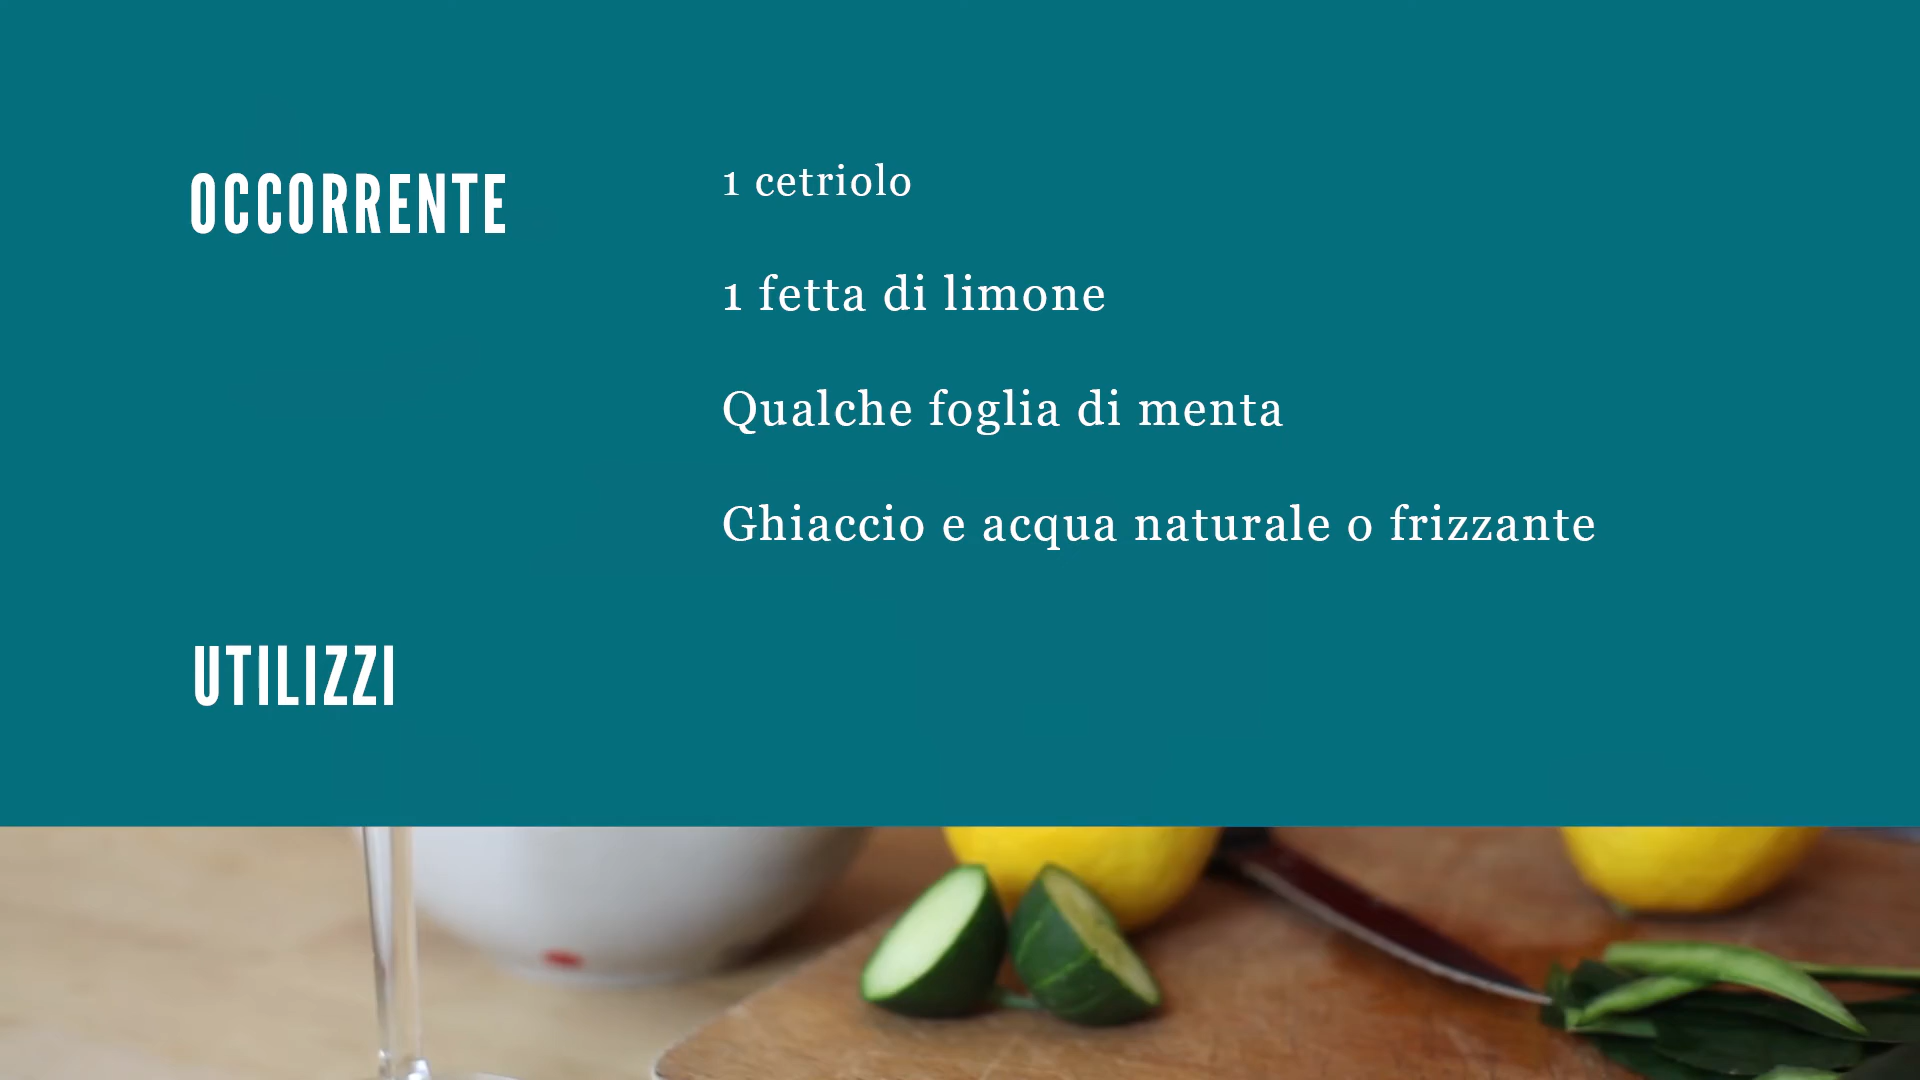 OCCORRENTE
1 cetriolo
1 fetta di limone
Qualche foglia di menta
Ghiaccio e acqua naturale o frizzante
UTILIZZI